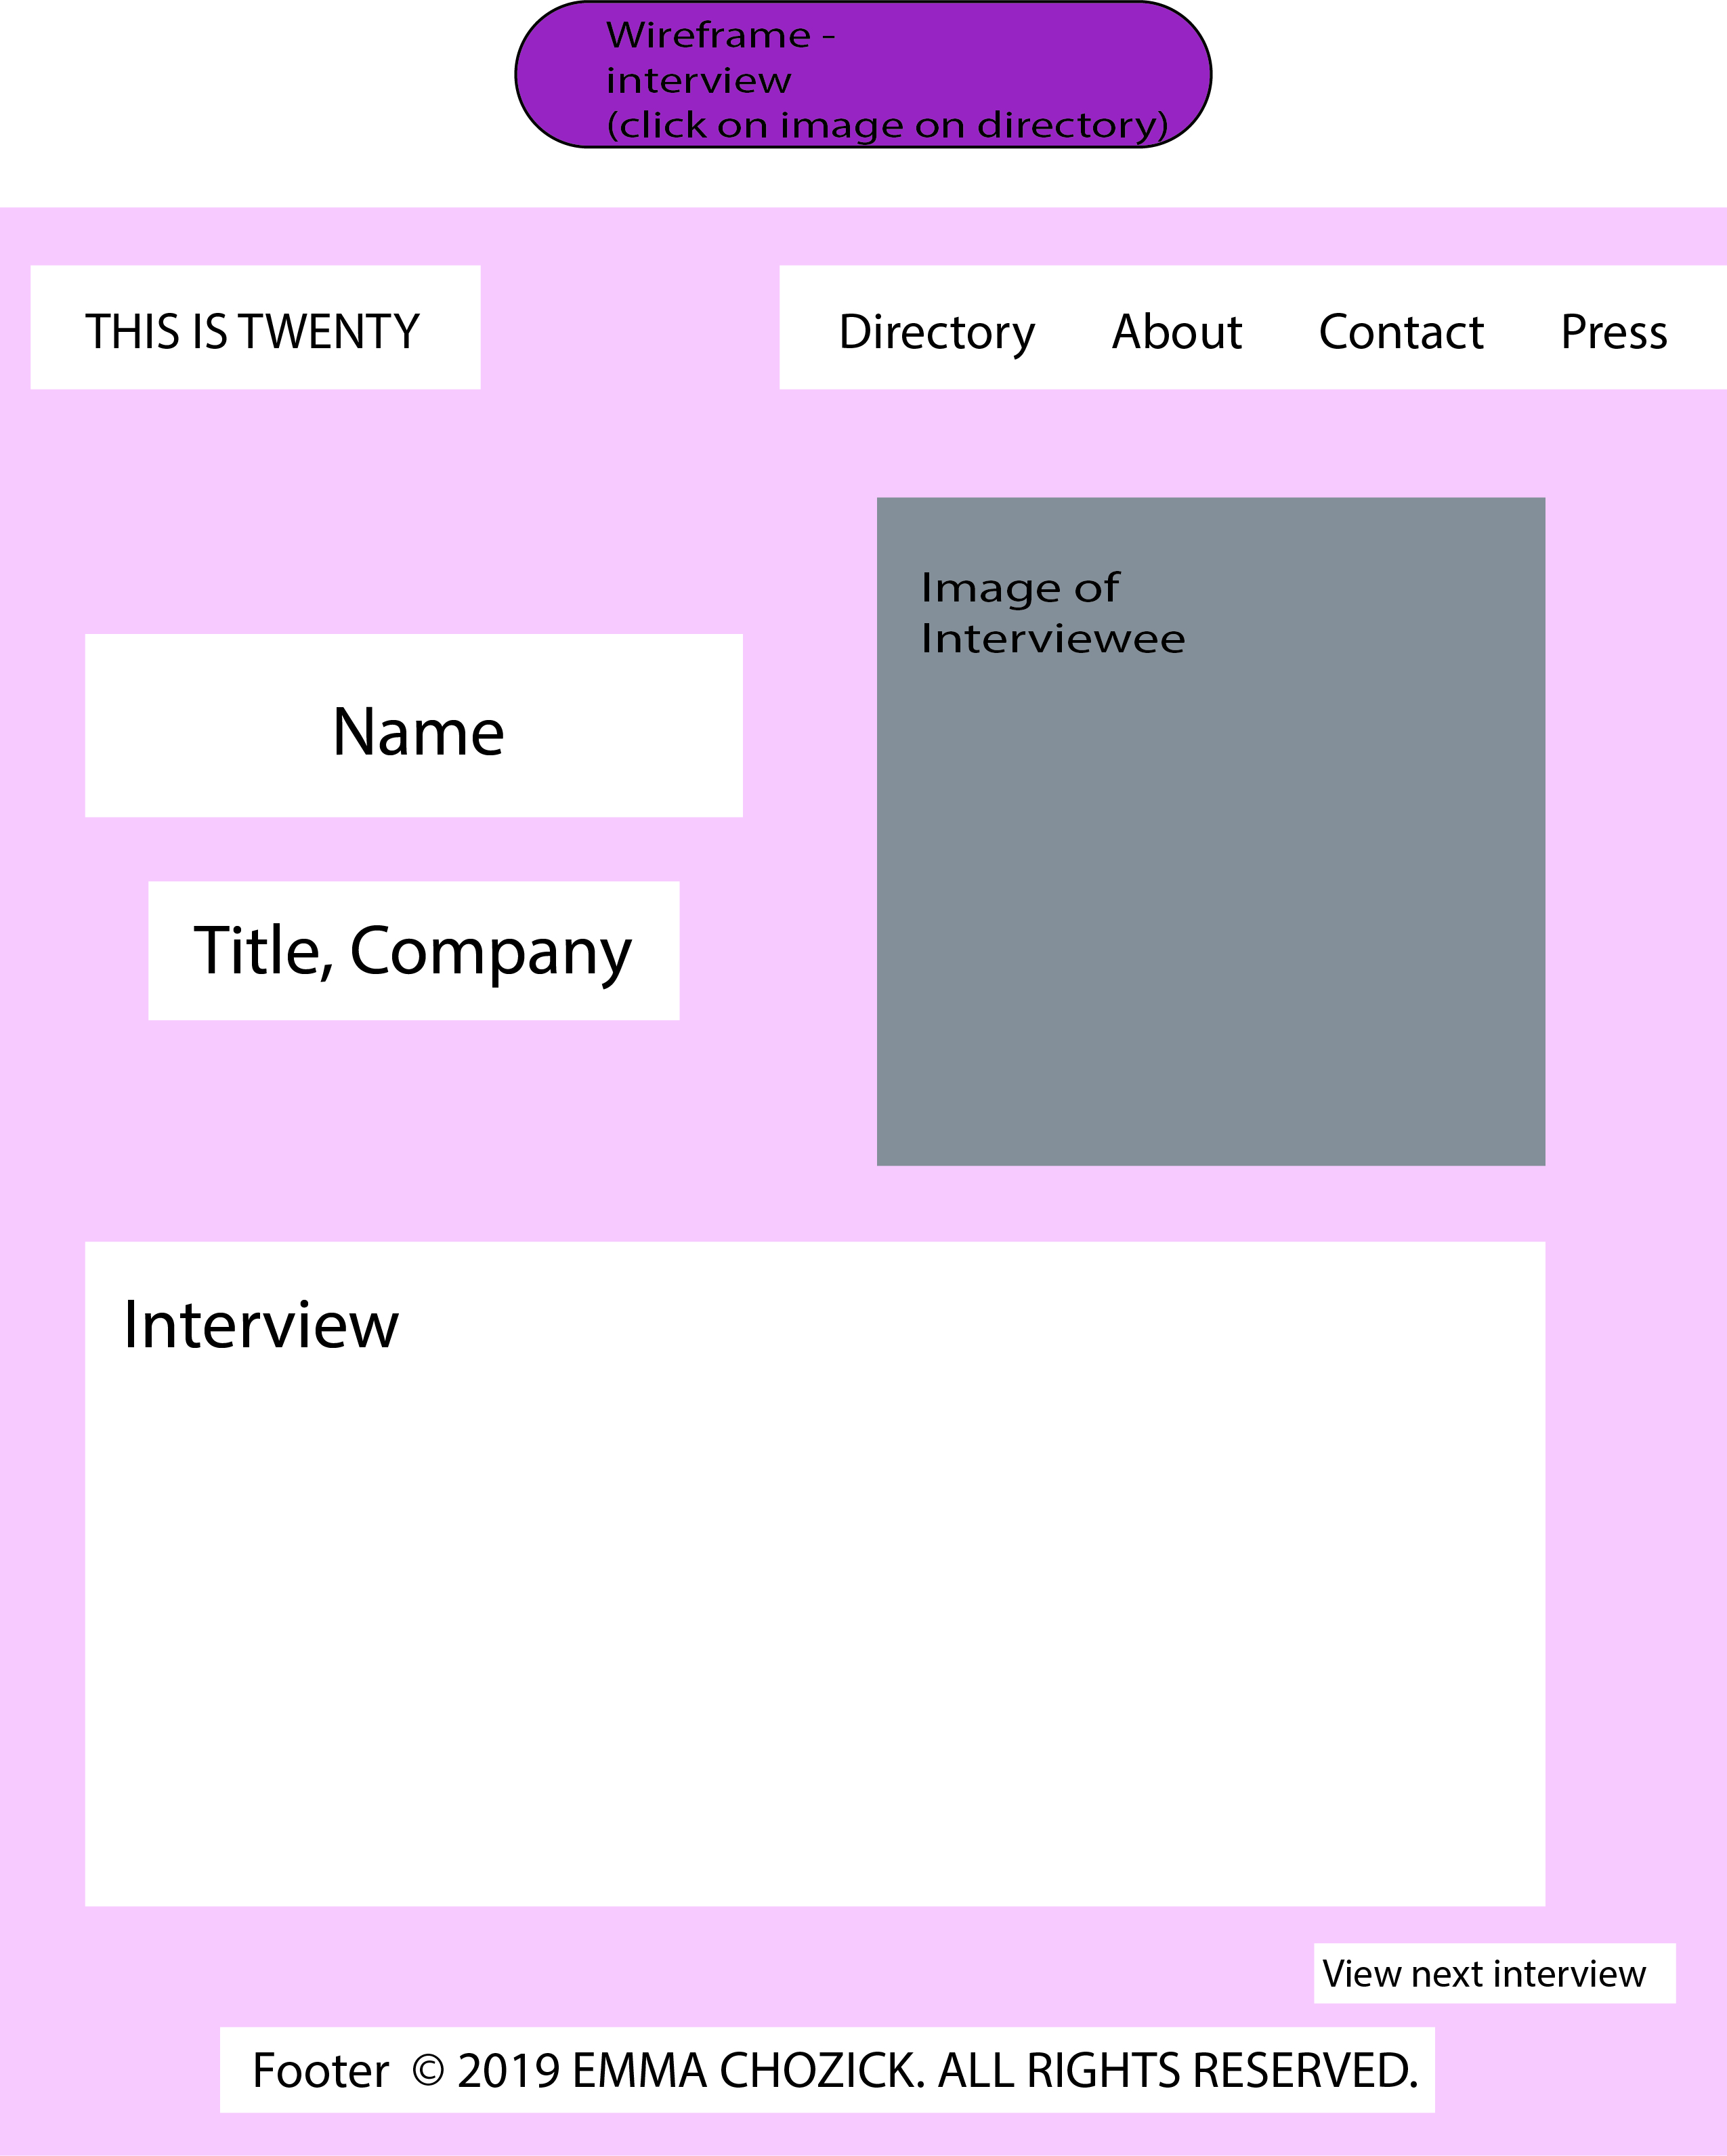 Wireframe -
interview
(click on image on directory)
THIS IS TWENTY
Directory About Contact Press
Image of
Interviewee
Name
Title, Company
Interview
View next interview
Footer © 2019 EMMA CHOZICK. ALL RIGHTS RESERVED.